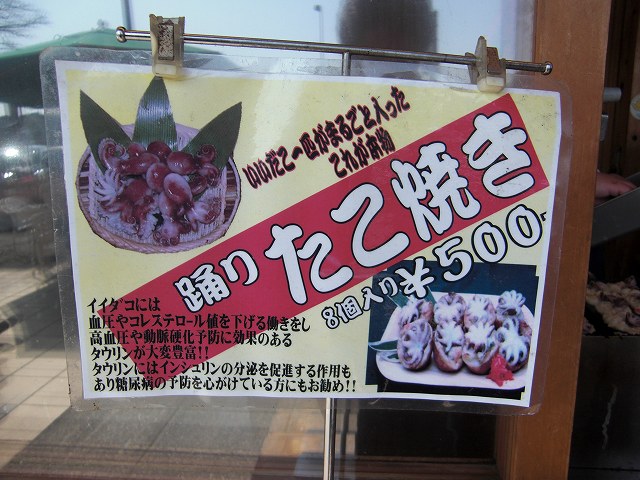 いいだこ一匹がまるごと入った
これが本物
踊り たこ焼き
8個入り ¥500
イイダコには
血圧やコレステロール値を下げる働きをし
高血圧や動脈硬化予防に効果のある
タウリンが大変豊富!!
タウリンにはインシュリンの分泌を促進する作用も
あり糖尿病の予防を心がけている方にもお勧め!!